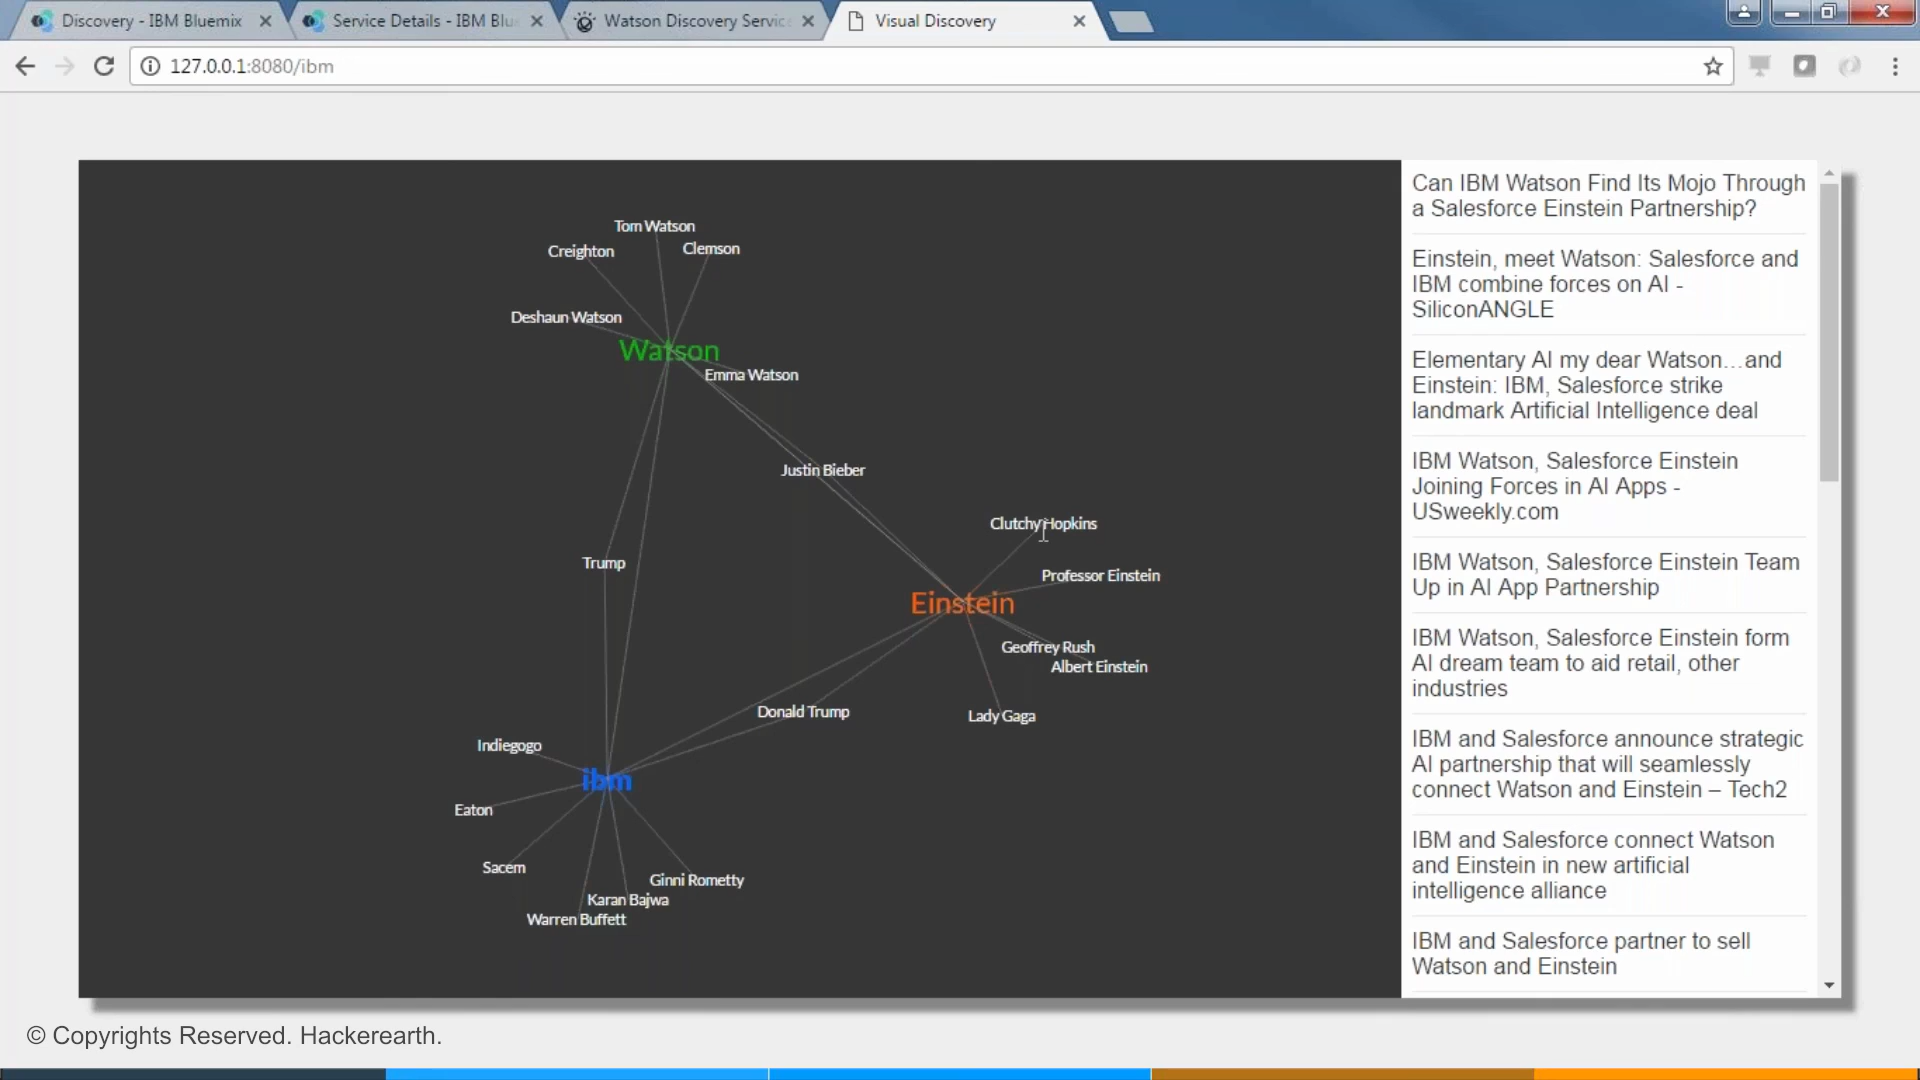 Discovery - IBM Bluemix
Service Details - IBM Blu
Watson Discovery Servic
Visual Discovery
127.0.0.1:8080/ibm
Tom Watson
Creighton
Clemson
Deshaun Watson
Watson
Emma Watson
Justin Bieber
Clutchy Hopkins
Trump
Professor Einstein
Einstein
Geoffrey Rush
Albert Einstein
Donald Trump
Lady Gaga
Indiegogo
ibm
Eaton
Sacem
Ginni Rometty
Karan Bajwa
Warren Buffett
Can IBM Watson Find Its Mojo Through
a Salesforce Einstein Partnership?
Einstein, meet Watson: Salesforce and
IBM combine forces on AI -
SiliconANGLE
Elementary AI my dear Watson…and
Einstein: IBM, Salesforce strike
landmark Artificial Intelligence deal
IBM Watson, Salesforce Einstein
Joining Forces in AI Apps -
USweekly.com
IBM Watson, Salesforce Einstein Team
Up in AI App Partnership
IBM Watson, Salesforce Einstein form
AI dream team to aid retail, other
industries
IBM and Salesforce announce strategic
AI partnership that will seamlessly
connect Watson and Einstein – Tech2
IBM and Salesforce connect Watson
and Einstein in new artificial
intelligence alliance
IBM and Salesforce partner to sell
Watson and Einstein
© Copyrights Reserved. Hackerearth.